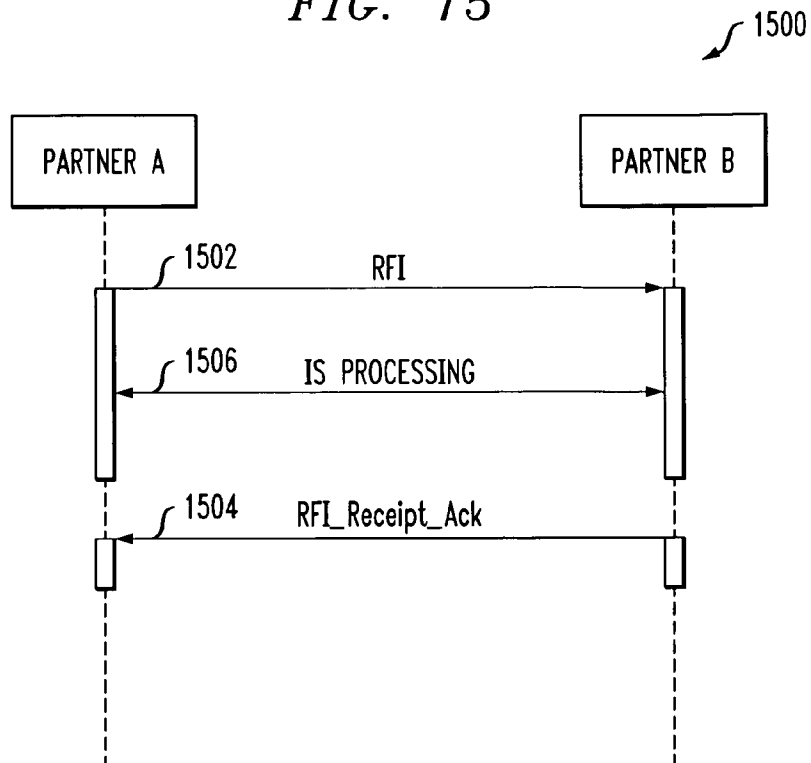 FIG. 15
1500
PARTNER A
PARTNER B
1502
RFI
1506
IS PROCESSING
1504
RFI_Receipt_Ack